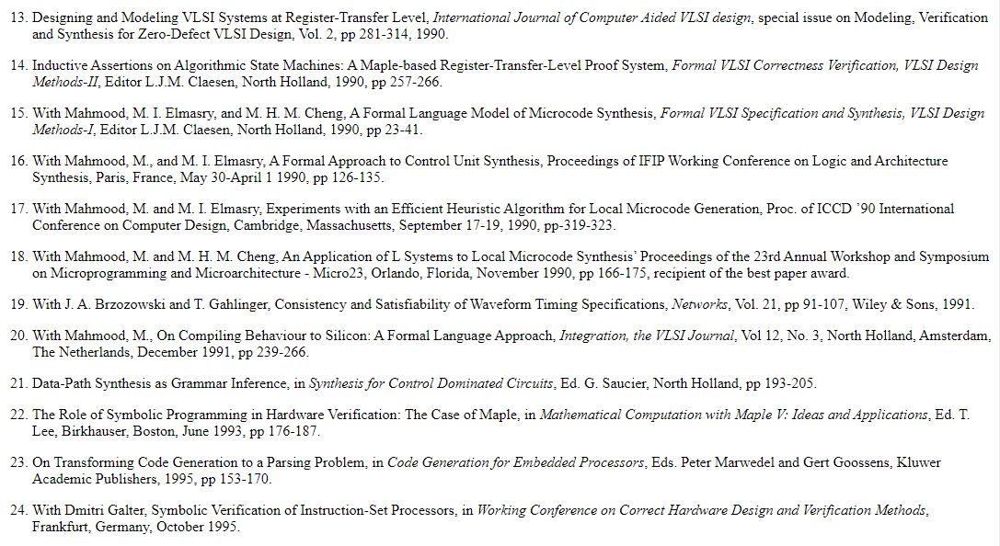 13. Designing and Modeling VLSI Systems at Register-Transfer Level, International Journal of Computer Aided VLSI design, special issue on Modeling, Verification
and Synthesis for Zero-Defect VLSI Design, Vol. 2, pp 281-314, 1990.
14. Inductive Assertions on Algorithmic State Machines: A Maple-based Register-Transfer-Level Proof System, Formal VLSI Correctness Verification, VLSI Design
Methods-II, Editor L.J.M. Claesen, North Holland, 1990, pp 257-266.
15. With Mahmood, M. I. Elmasry, and M. H. M. Cheng, A Formal Language Model of Microcode Synthesis, Formal VLSI Specification and Synthesis, VLSI Design
Methods-I, Editor L.J.M. Claesen, North Holland, 1990, pp 23-41.
16. With Mahmood, M., and M. I. Elmasry, A Formal Approach to Control Unit Synthesis, Proceedings of IFIP Working Conference on Logic and Architecture
Synthesis, Paris, France, May 30-April 1 1990, pp 126-135.
17. With Mahmood, M. and M. I. Elmasry, Experiments with an Efficient Heuristic Algorithm for Local Microcode Generation, Proc. of ICCD `90 International
Conference on Computer Design, Cambridge, Massachusetts, September 17-19, 1990, pp-319-323.
18. With Mahmood, M. and M. H. M. Cheng, An Application of L Systems to Local Microcode Synthesis' Proceedings of the 23rd Annual Workshop and Symposium
on Microprogramming and Microarchitecture - Micro23, Orlando, Florida, November 1990, pp 166-175, recipient of the best paper award.
19. With J. A. Brzozowski and T. Gahlinger, Consistency and Satisfiability of Waveform Timing Specifications, Networks, Vol. 21, pp 91-107, Wiley & Sons, 1991.
20. With Mahmood, M., On Compiling Behaviour to Silicon: A Formal Language Approach, Integration, the VLSI Journal, Vol 12, No. 3, North Holland, Amsterdam,
The Netherlands, December 1991, pp 239-266.
21. Data-Path Synthesis as Grammar Inference, in Synthesis for Control Dominated Circuits, Ed. G. Saucier, North Holland, pp 193-205.
22. The Role of Symbolic Programming in Hardware Verification: The Case of Maple, in Mathematical Computation with Maple V: Ideas and Applications, Ed. T.
Lee, Birkhauser, Boston, June 1993, pp 176-187.
23. On Transforming Code Generation to a Parsing Problem, in Code Generation for Embedded Processors, Eds. Peter Marwedel and Gert Goossens, Kluwer
Academic Publishers, 1995, pp 153-170.
24. With Dmitri Galter, Symbolic Verification of Instruction-Set Processors, in Working Conference on Correct Hardware Design and Verification Methods,
Frankfurt, Germany, October 1995.